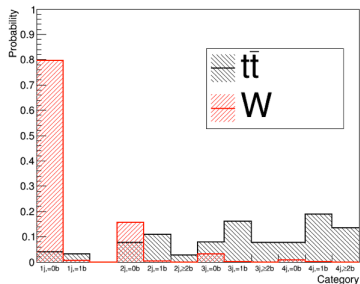 Probability
1
0.9
0.8
0.7
0.6
0.5
0.4
0.3
0.2
0.1
0
tt̄
W
1j,=0b 1j,=1b 2j,=0b 2j,=1b 2j,≥2b 3j,=0b 3j,=1b 3j,≥2b 4j,=0b 4j,=1b 4j,≥2b
Category